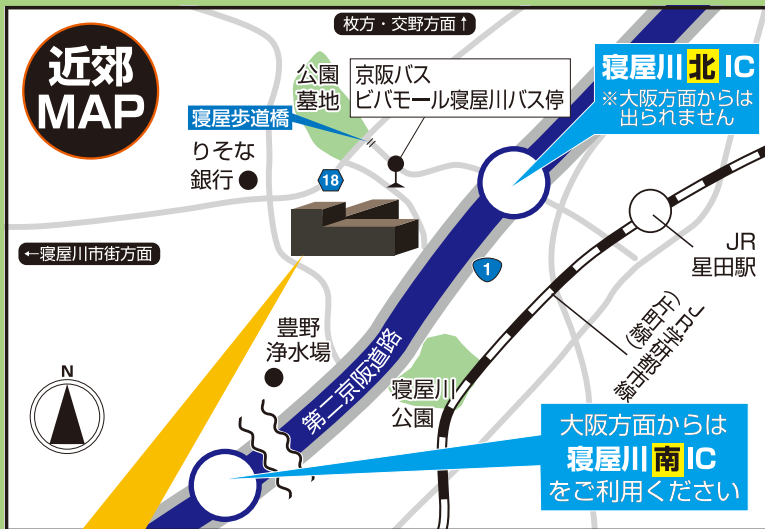 枚方・交野方面↑
近郊
MAP
公園
墓地
京阪バス
ビバモール寝屋川バス停
寝屋川北IC
※大阪方面からは
出られません
寝屋歩道橋
りそな
銀行
18
←寝屋川市街方面
JR
星田駅
1
JR学研都市線
(片町線)
豊野
浄水場
第二京阪道路
寝屋川
公園
N
大阪方面からは
寝屋川南IC
をご利用ください